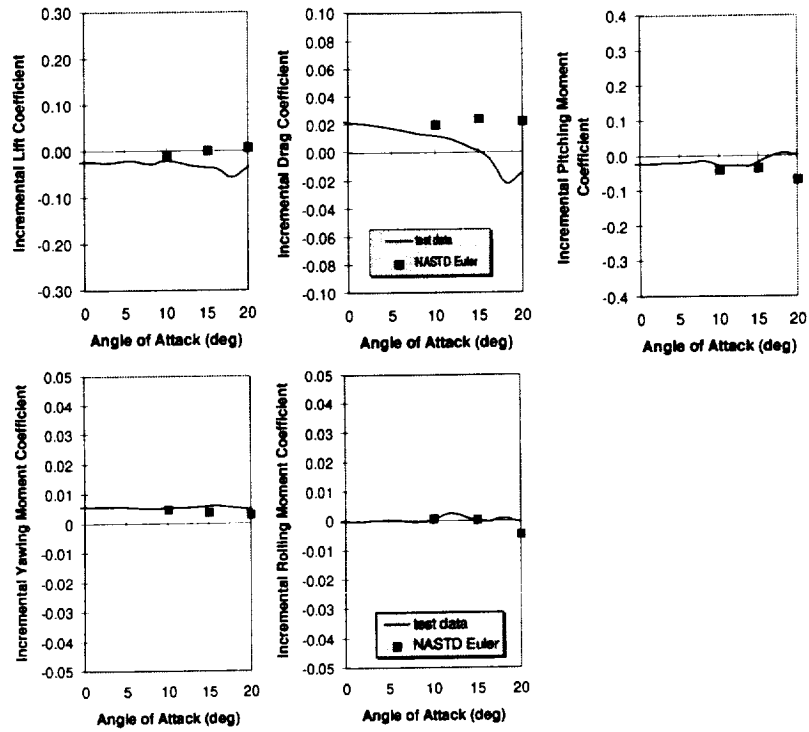 Incremental Lift Coefficient
0.30
0.20
0.10
0.00
-0.10
-0.20
-0.30
0 5 10 15 20
Angle of Attack (deg)
Incremental Drag Coefficient
0.10
0.08
0.06
0.04
0.02
0.00
-0.02
-0.04
-0.06
-0.08
-0.10
test data
NASTD Euler
0 5 10 15 20
Angle of Attack (deg)
Incremental Pitching Moment
Coefficient
0.4
0.3
0.2
0.1
0.0
-0.1
-0.2
-0.3
-0.4
0 5 10 15 20
Angle of Attack (deg)
Incremental Yawing Moment Coefficient
0.05
0.04
0.03
0.02
0.01
0
-0.01
-0.02
-0.03
-0.04
-0.05
0 5 10 15 20
Angle of Attack (deg)
Incremental Rolling Moment Coefficient
0.05
0.04
0.03
0.02
0.01
0
-0.01
-0.02
-0.03
-0.04
-0.05
test data
NASTD Euler
0 5 10 15 20
Angle of Attack (deg)